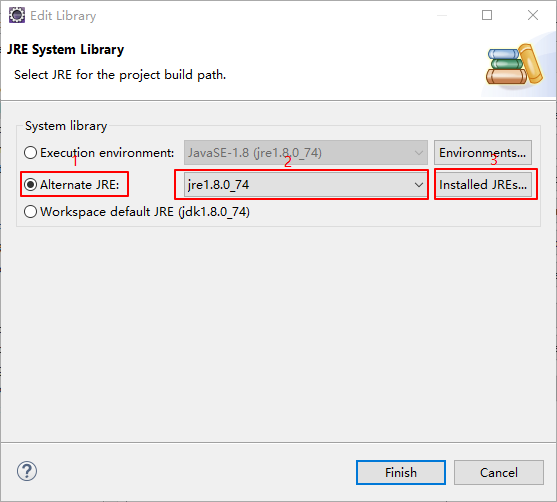 Edit Library
JRE System Library
Select JRE for the project build path.
System library
Execution environment: JavaSE-1.8 (jre1.8.0_74) Environments...
1 2 3
Alternate JRE: jre1.8.0_74 Installed JREs...
Workspace default JRE (jdk1.8.0_74)
? Finish Cancel